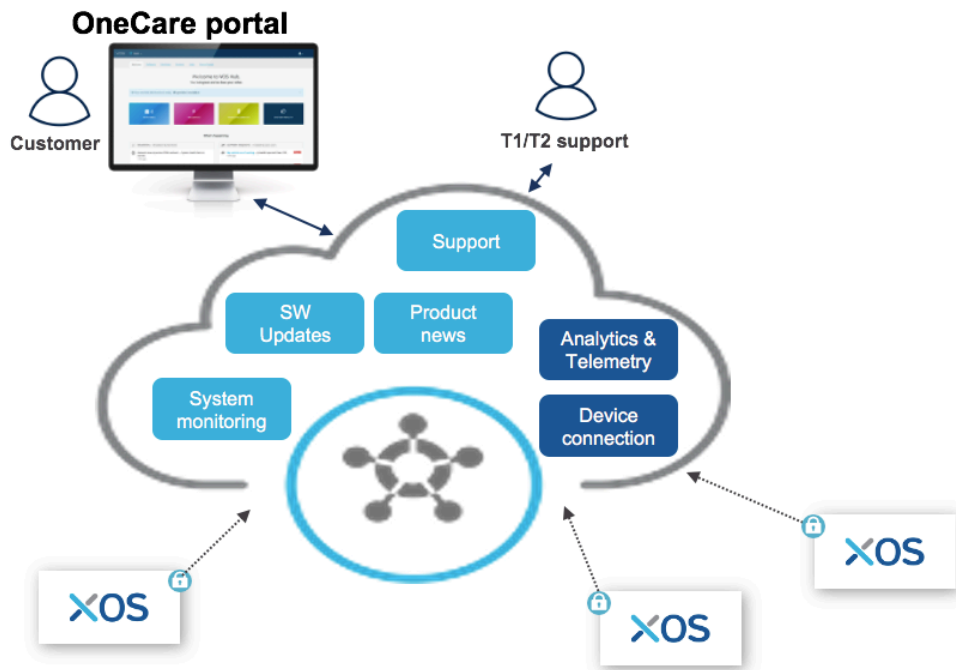 OneCare portal
Customer
T1/T2 support
Support
SW
Updates
Product
news
Analytics &
Telemetry
System
monitoring
Device
connection
XOS
XOS
XOS